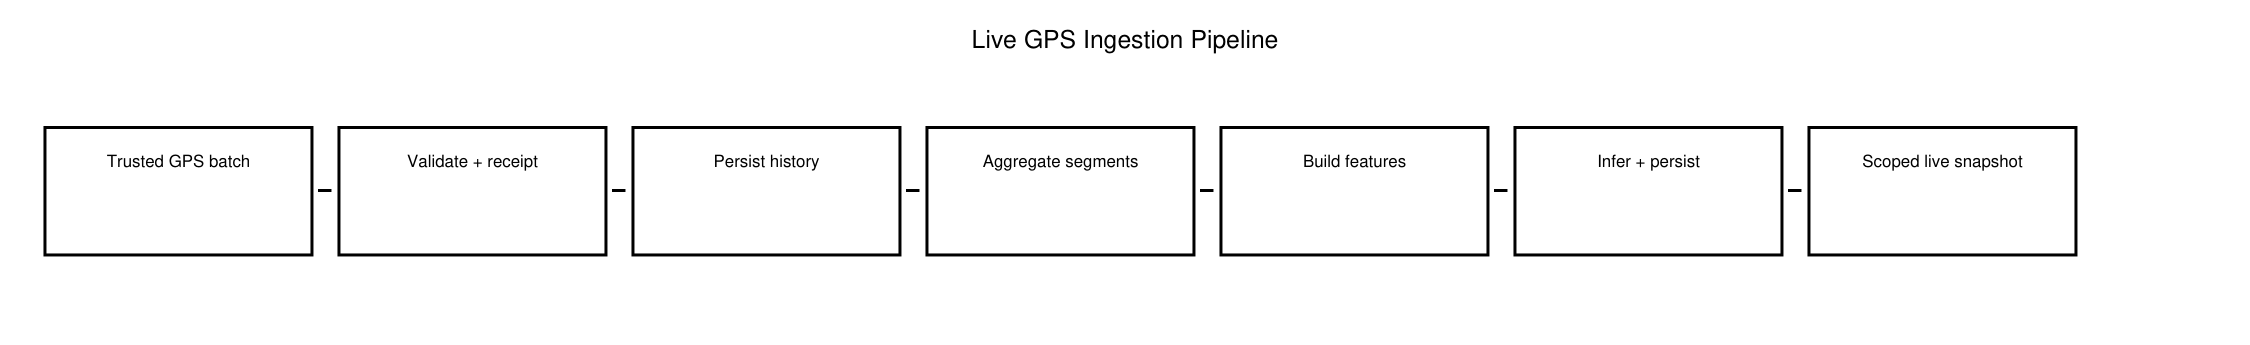 Live GPS Ingestion Pipeline
Trusted GPS batch
Validate + receipt
Persist history
Aggregate segments
Build features
Infer + persist
Scoped live snapshot